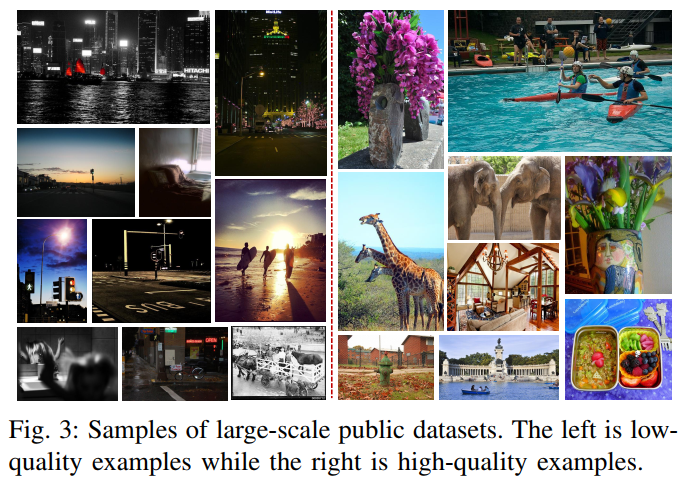 HITACHI
OPEN
BUS
Fig. 3: Samples of large-scale public datasets. The left is low-
quality examples while the right is high-quality examples.